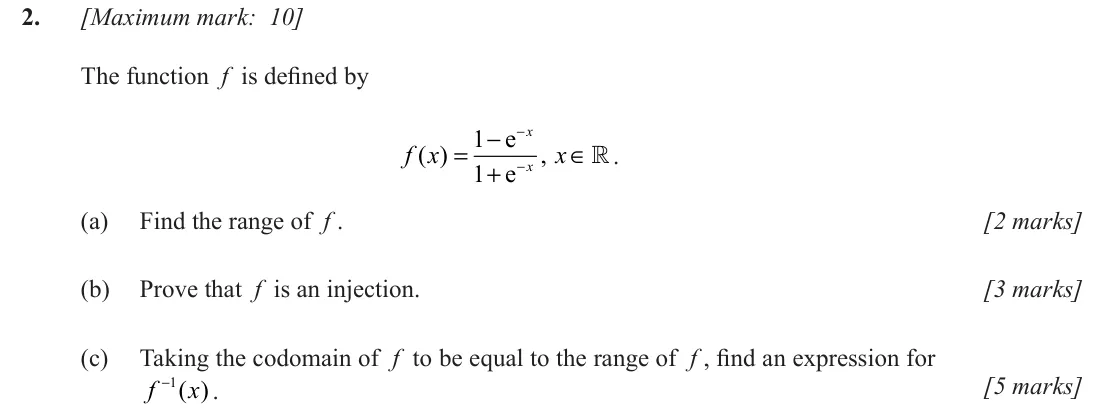 2. [Maximum mark: 10]
The function f is defined by
f(x) = \frac{1-e^{-x}}{1+e^{-x}}, x ∈ ℝ.
(a) Find the range of f. [2 marks]
(b) Prove that f is an injection. [3 marks]
(c) Taking the codomain of f to be equal to the range of f, find an expression for
f^{-1}(x). [5 marks]